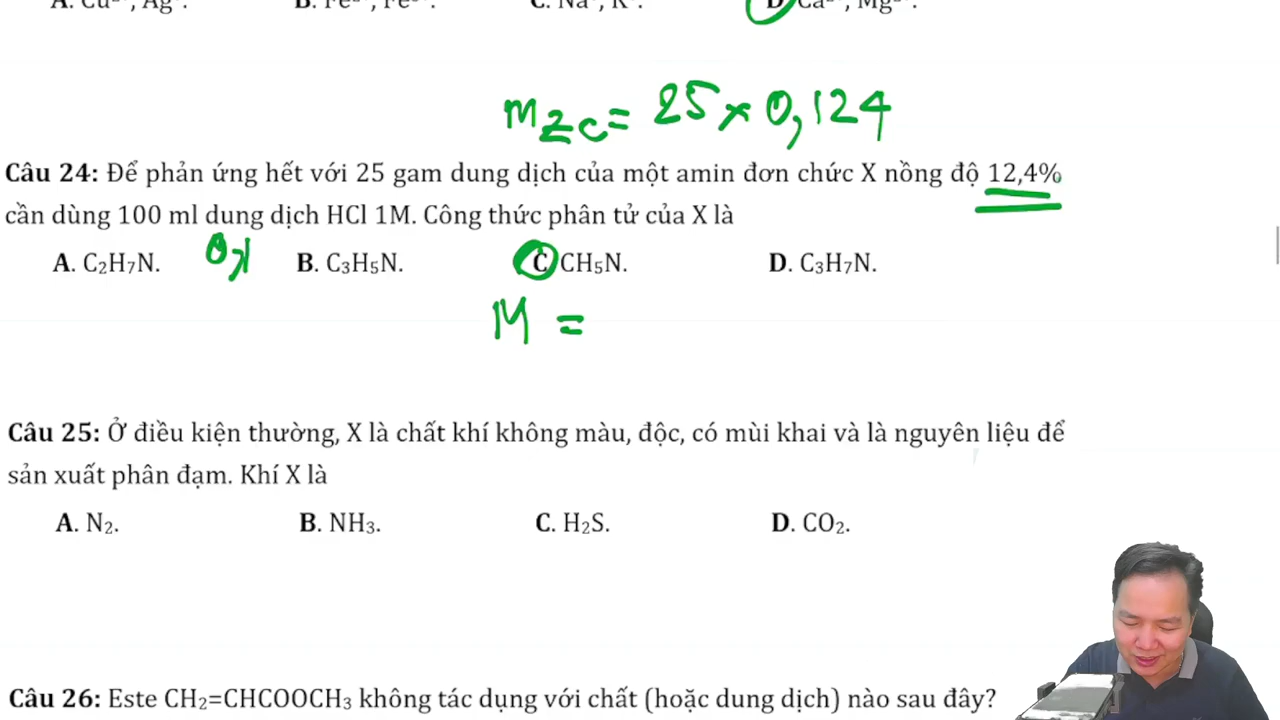 m_ZC = 25 × 0,124
Câu 24: Để phản ứng hết với 25 gam dung dịch của một amin đơn chức X nồng độ 12,4%
cần dùng 100 ml dung dịch HCl 1M. Công thức phân tử của X là
A. C₂H₇N. 0,1 B. C₃H₅N. C CH₅N. D. C₃H₇N.
M =
Câu 25: Ở điều kiện thường, X là chất khí không màu, độc, có mùi khai và là nguyên liệu để
sản xuất phân đạm. Khí X là
A. N₂. B. NH₃. C. H₂S. D. CO₂.
Câu 26: Este CH₂=CHCOOCH₃ không tác dụng với chất (hoặc dung dịch) nào sau đây?